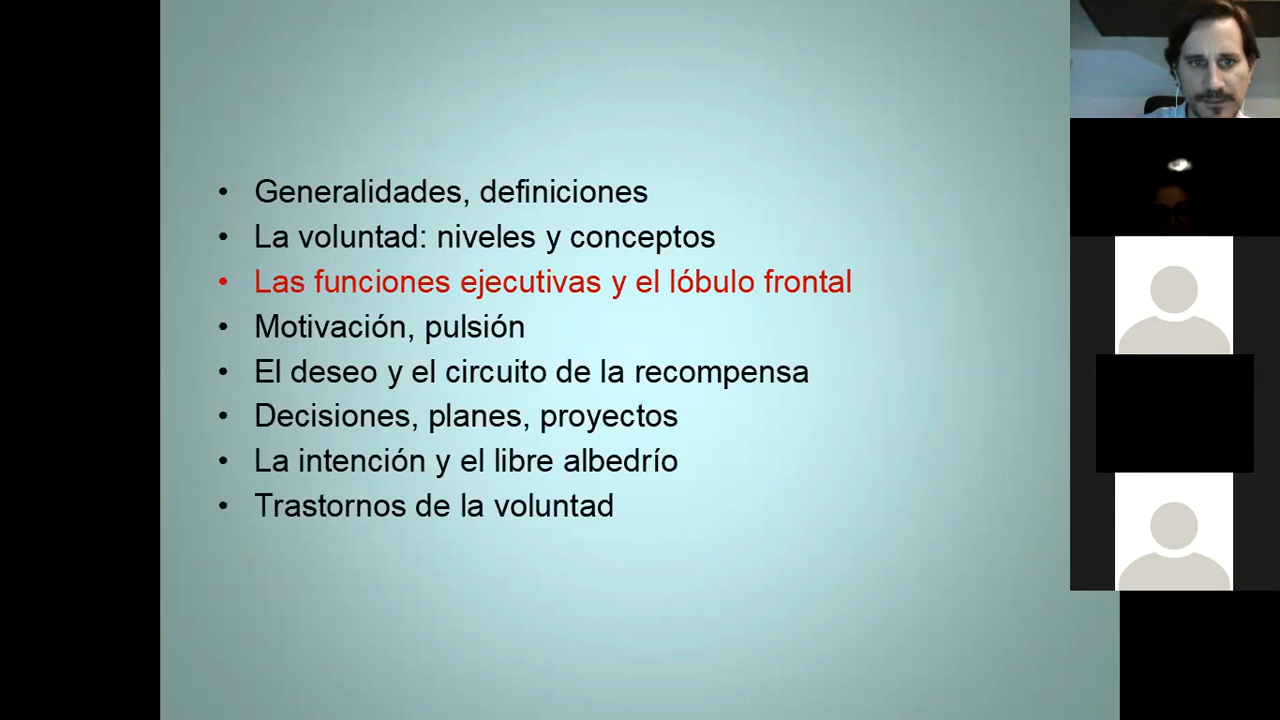 • Generalidades, definiciones
• La voluntad: niveles y conceptos
• Las funciones ejecutivas y el lóbulo frontal
• Motivación, pulsión
• El deseo y el circuito de la recompensa
• Decisiones, planes, proyectos
• La intención y el libre albedrío
• Trastornos de la voluntad